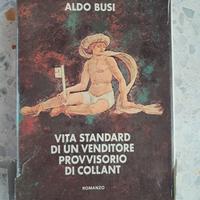 ALDO BUSI
VITA STANDARD
DI UN VENDITORE
PROVVISORIO
DI COLLANT
ROMANZO